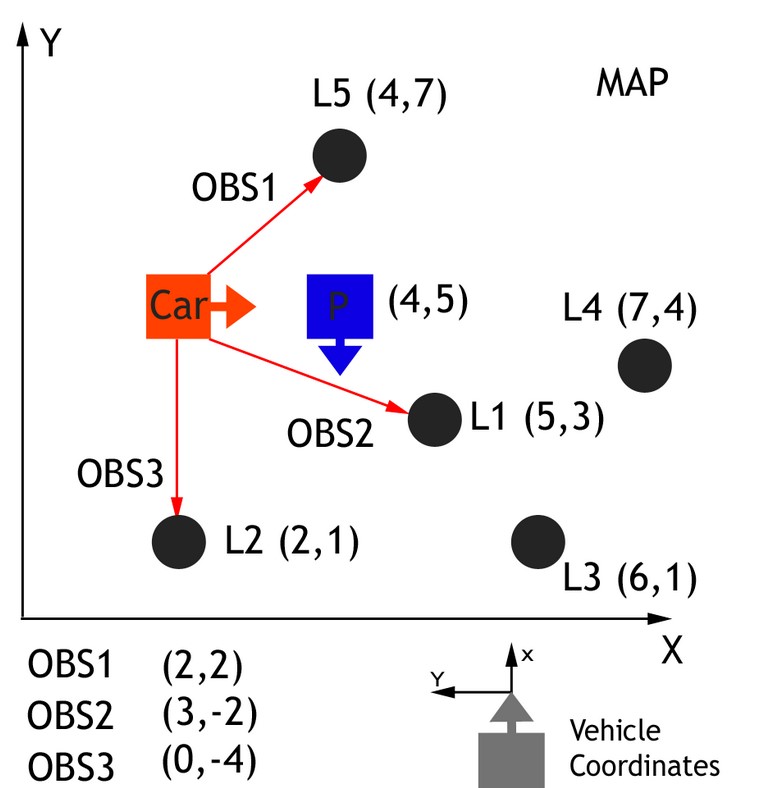 Y
MAP
L5 (4,7)
OBS1
Car
P
(4,5)
L4 (7,4)
L1 (5,3)
OBS2
OBS3
L2 (2,1)
L3 (6,1)
X
OBS1 (2,2)
OBS2 (3,-2)
OBS3 (0,-4)
x
Y
Vehicle
Coordinates